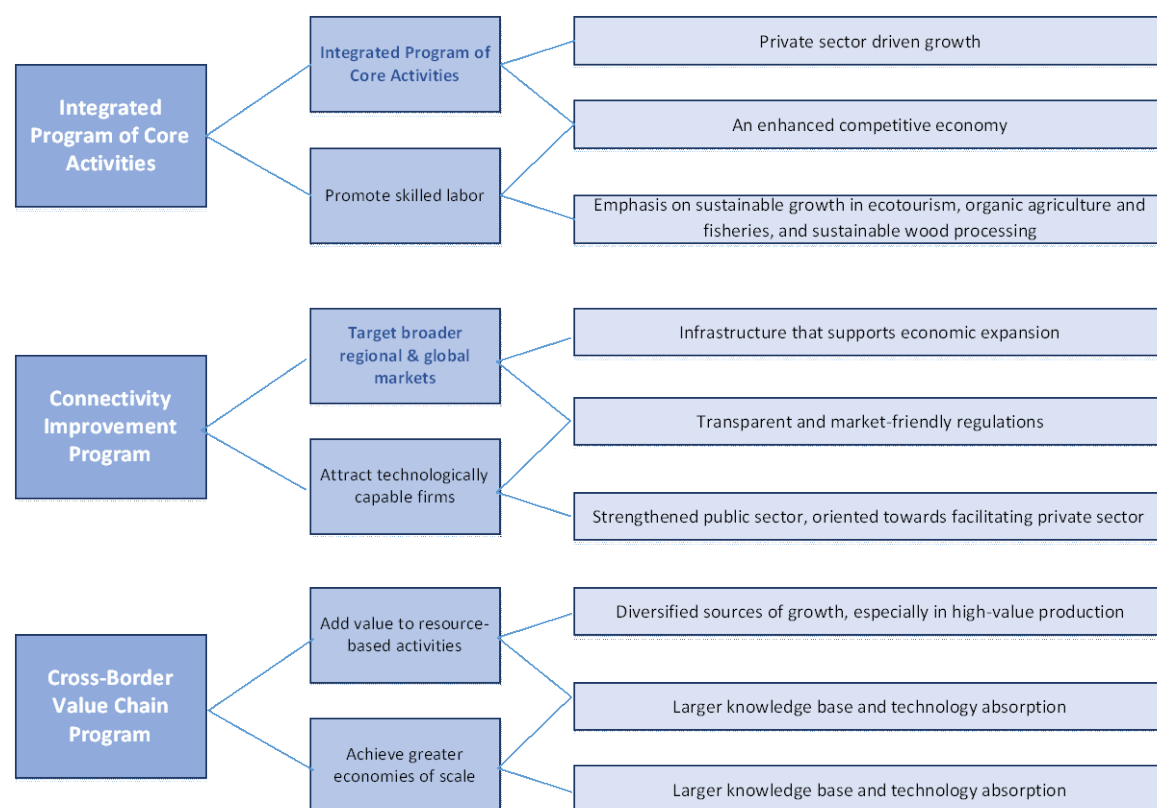 Integrated
Program of Core
Activities
Integrated Program of
Core Activities
Promote skilled labor
Private sector driven growth
An enhanced competitive economy
Emphasis on sustainable growth in ecotourism, organic agriculture and
fisheries, and sustainable wood processing
Connectivity
Improvement
Program
Target broader
regional & global
markets
Attract technologically
capable firms
Infrastructure that supports economic expansion
Transparent and market-friendly regulations
Strengthened public sector, oriented towards facilitating private sector
Cross-Border
Value Chain
Program
Add value to resource-
based activities
Achieve greater
economies of scale
Diversified sources of growth, especially in high-value production
Larger knowledge base and technology absorption
Larger knowledge base and technology absorption